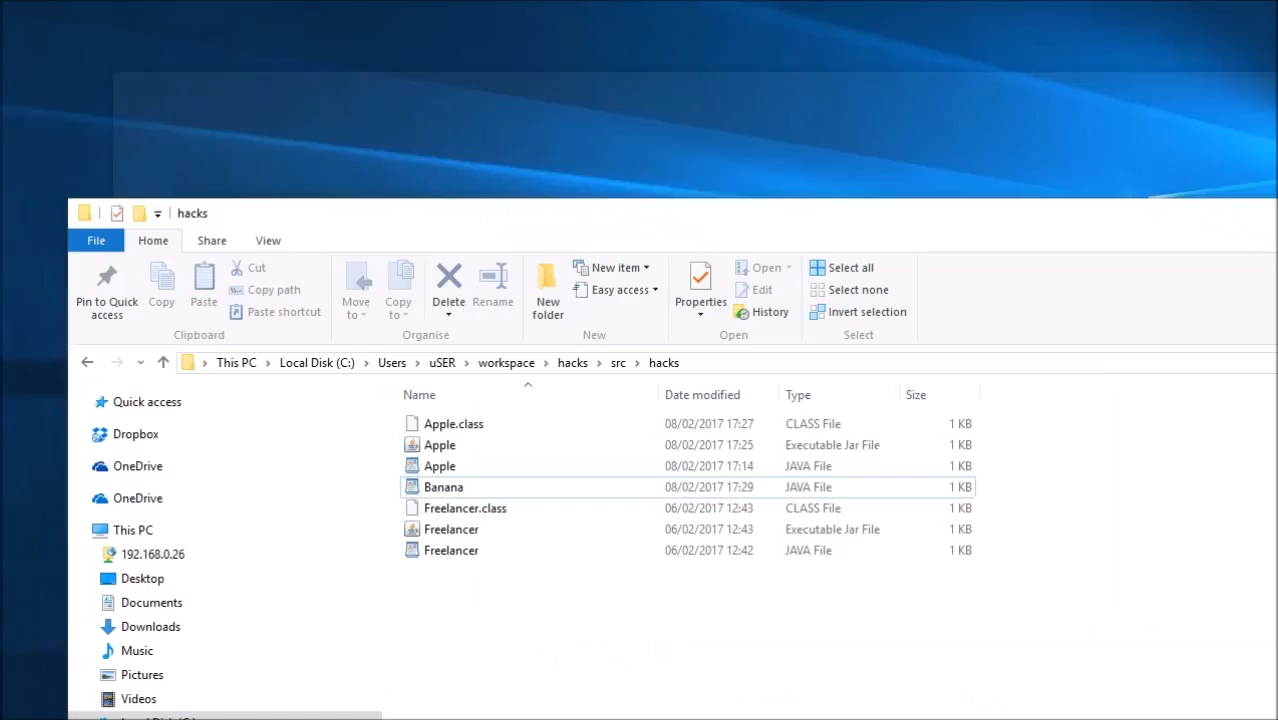 hacks
File Home Share View
Pin to Quick access
Copy
Paste
Cut
Copy path
Paste shortcut
Clipboard
Move to
Copy to
Delete
Rename
Organise
New folder
New item
Easy access
New
Properties
Open
Edit
History
Open
Select all
Select none
Invert selection
Select
This PC > Local Disk (C:) > Users > uSER > workspace > hacks > src > hacks
Quick access
Dropbox
OneDrive
OneDrive
This PC
192.168.0.26
Desktop
Documents
Downloads
Music
Pictures
Videos
Name Date modified Type Size
Apple.class 08/02/2017 17:27 CLASS File 1 KB
Apple 08/02/2017 17:25 Executable Jar File 1 KB
Apple 08/02/2017 17:14 JAVA File 1 KB
Banana 08/02/2017 17:29 JAVA File 1 KB
Freelancer.class 06/02/2017 12:43 CLASS File 1 KB
Freelancer 06/02/2017 12:43 Executable Jar File 1 KB
Freelancer 06/02/2017 12:42 JAVA File 1 KB